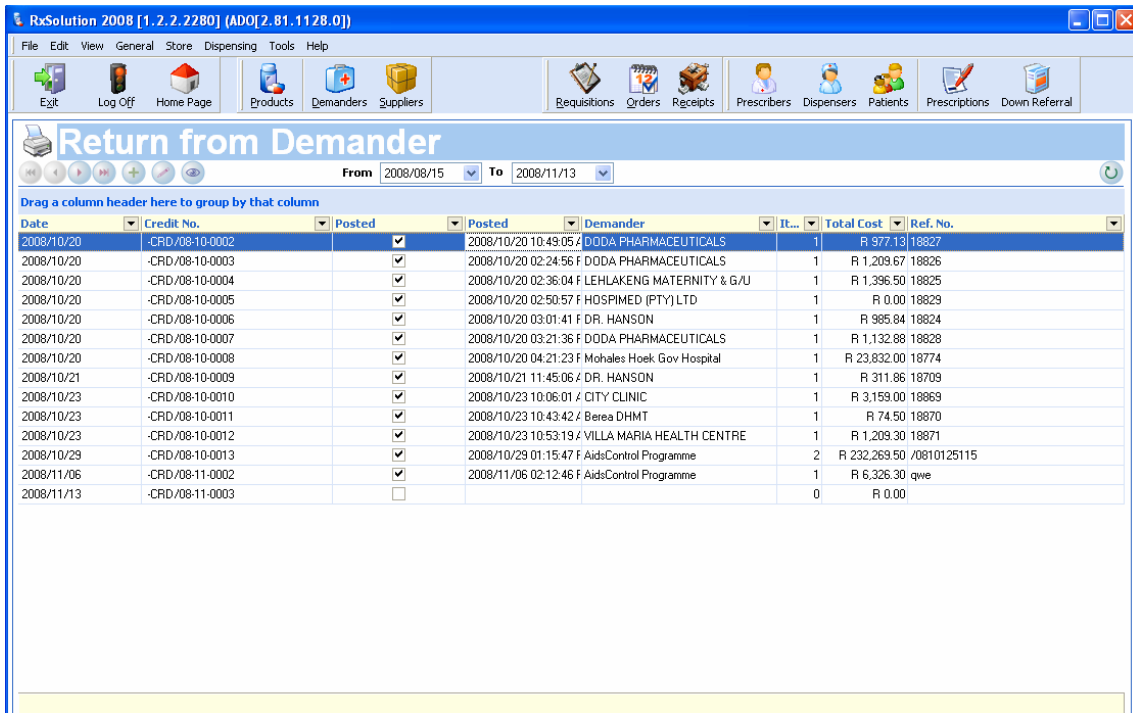 RxSolution 2008 [1.2.2.2280] (ADO[2.81.1128.0])
File Edit View General Store Dispensing Tools Help
Exit Log Off Home Page Products Demanders Suppliers Requisitions Orders Receipts Prescribers Dispensers Patients Prescriptions Down Referral
Return from Demander
From 2008/08/15 To 2008/11/13
Drag a column header here to group by that column
Date Credit No. Posted Posted Demander It... Total Cost Ref. No.
2008/10/20 -CRD/08-10-0002 2008/10/20 10:49:05 A DODA PHARMACEUTICALS 1 R 977.13 18827
2008/10/20 -CRD/08-10-0003 2008/10/20 02:24:56 P DODA PHARMACEUTICALS 1 R 1,209.67 18826
2008/10/20 -CRD/08-10-0004 2008/10/20 02:36:04 P LEHLAKENG MATERNITY & G/U 1 R 1,396.50 18825
2008/10/20 -CRD/08-10-0005 2008/10/20 02:50:57 P HOSPIMED (PTY) LTD 1 R 0.00 18829
2008/10/20 -CRD/08-10-0006 2008/10/20 03:01:41 P DR. HANSON 1 R 985.84 18824
2008/10/20 -CRD/08-10-0007 2008/10/20 03:21:36 P DODA PHARMACEUTICALS 1 R 1,132.88 18828
2008/10/20 -CRD/08-10-0008 2008/10/20 04:21:23 P Mohales Hoek Gov Hospital 1 R 23,832.00 18774
2008/10/21 -CRD/08-10-0009 2008/10/21 11:45:06 A DR. HANSON 1 R 311.86 18709
2008/10/23 -CRD/08-10-0010 2008/10/23 10:06:01 A CITY CLINIC 1 R 3,159.00 18869
2008/10/23 -CRD/08-10-0011 2008/10/23 10:43:42 A Berea DHMT 1 R 74.50 18870
2008/10/23 -CRD/08-10-0012 2008/10/23 10:53:19 A VILLA MARIA HEALTH CENTRE 1 R 1,209.30 18871
2008/10/29 -CRD/08-10-0013 2008/10/29 01:15:47 P AidsControl Programme 2 R 232,269.50 /0810125115
2008/11/06 -CRD/08-11-0002 2008/11/06 02:12:46 P AidsControl Programme 1 R 6,326.30 qwe
2008/11/13 -CRD/08-11-0003 0 R 0.00